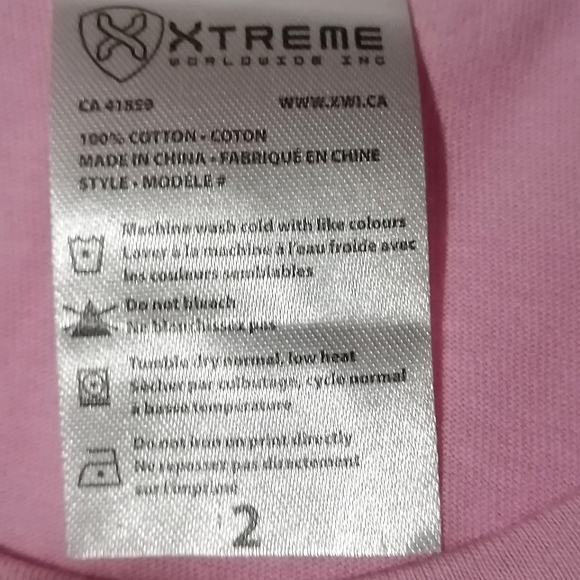 XTREME
WORLDWIDE INC
CA 41859 WWW.XWI.CA
100% COTTON • COTON
MADE IN CHINA • FABRIQUÉ EN CHINE
STYLE • MODÈLE #
Machine wash cold with like colours
Laver à la machine à l'eau froide avec
les couleurs semblables
Do not bleach
Ne blanchissez pas
Tumble dry normal, low heat
Sécher par culbutage, cycle normal
à basse température
Do not iron on print directly
Ne repassez pas directement
sur l'imprimé
2